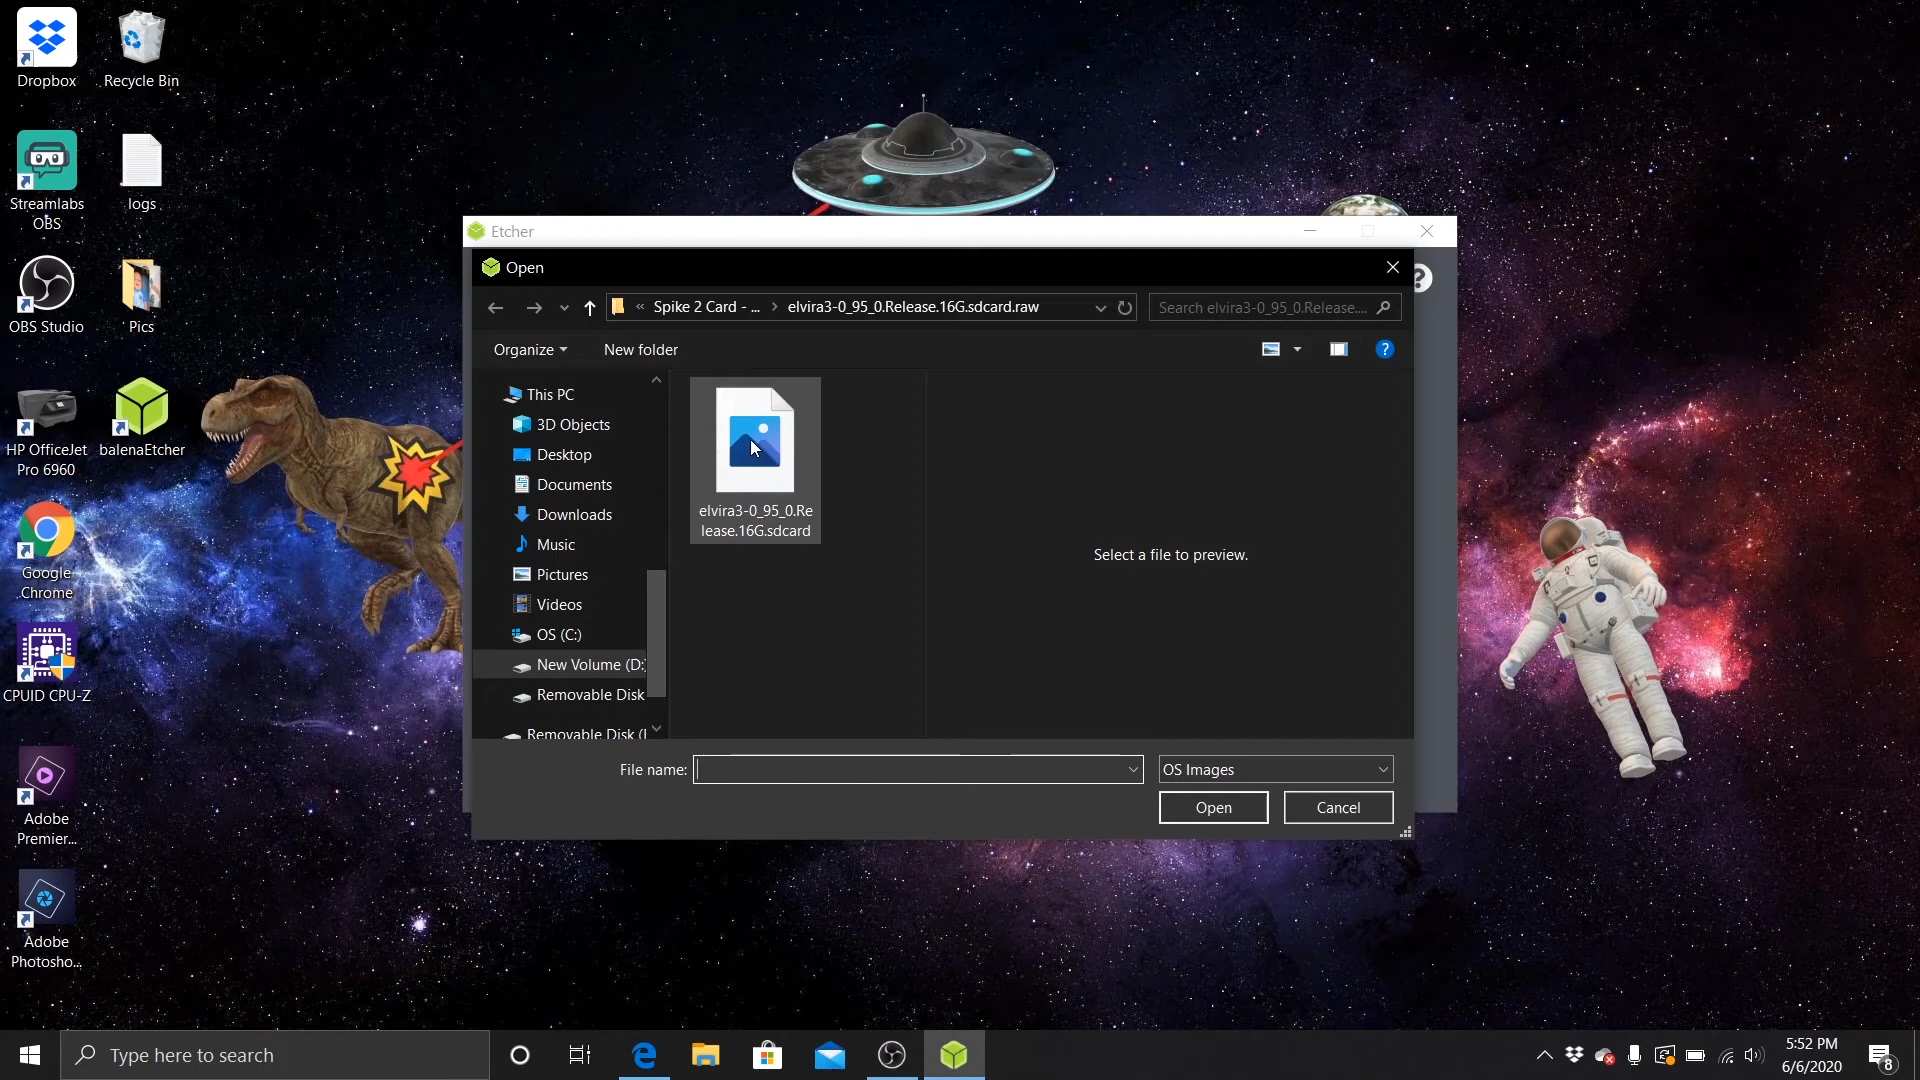 Dropbox
Recycle Bin
Streamlabs
OBS
logs
OBS Studio
Pics
HP OfficeJet
Pro 6960
balenaEtcher
Google
Chrome
CPUID CPU-Z
Adobe
Premier...
Adobe
Photosho...
Etcher
Open
« Spike 2 Card - ... > elvira3-0_95_0.Release.16G.sdcard.raw
Search elvira3-0_95_0.Release....
Organize
New folder
This PC
3D Objects
Desktop
Documents
Downloads
Music
Pictures
Videos
OS (C:)
New Volume (D:)
Removable Disk
Removable Disk (
elvira3-0_95_0.Re
lease.16G.sdcard
Select a file to preview.
File name:
OS Images
Open
Cancel
Type here to search
5:52 PM
6/6/2020
8